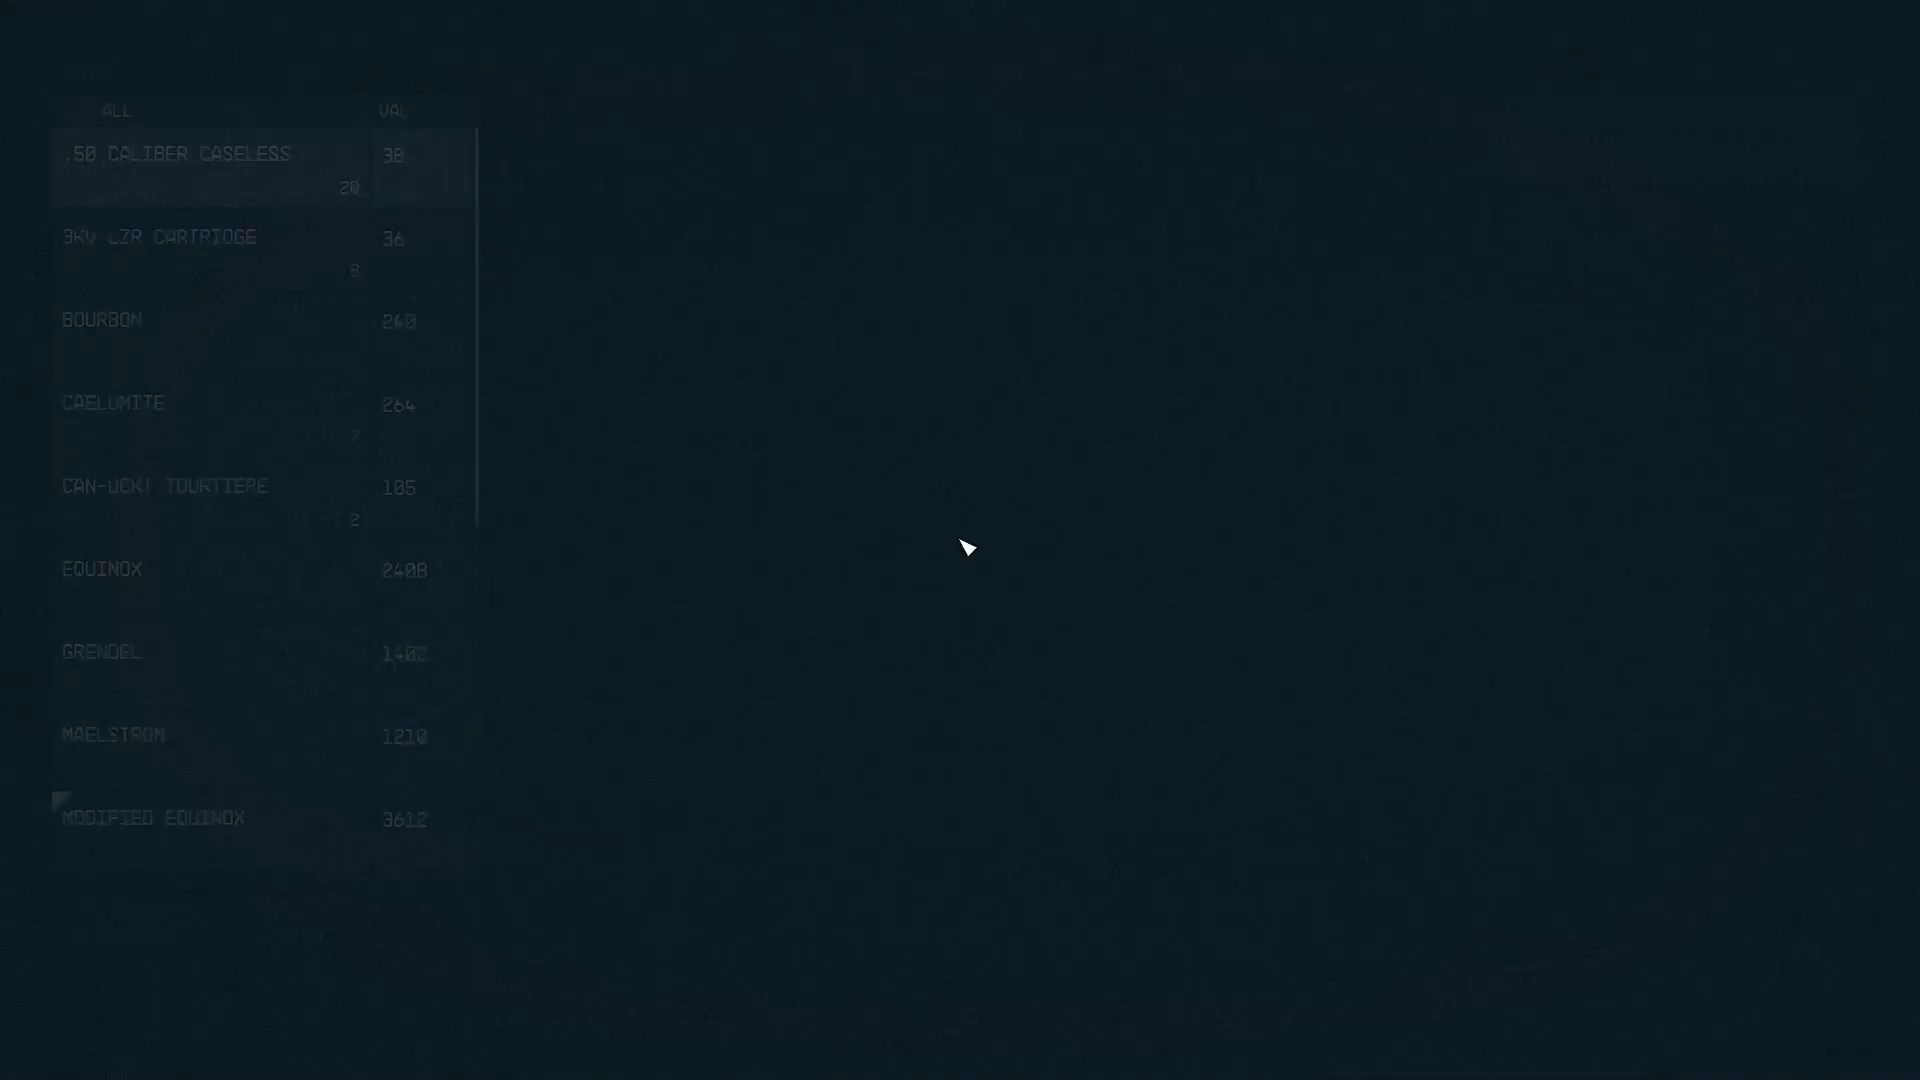 ALL VAL
.50 CALIBER CASELESS 38
20
3KV LZR CARTRIDGE 36
8
BOURBON 240
CAELUMITE 264
7
CAN-UCK! TOURTIERE 105
2
EQUINOX 2408
GRENDEL 1402
MAELSTROM 1210
MODIFIED EQUINOX 3612